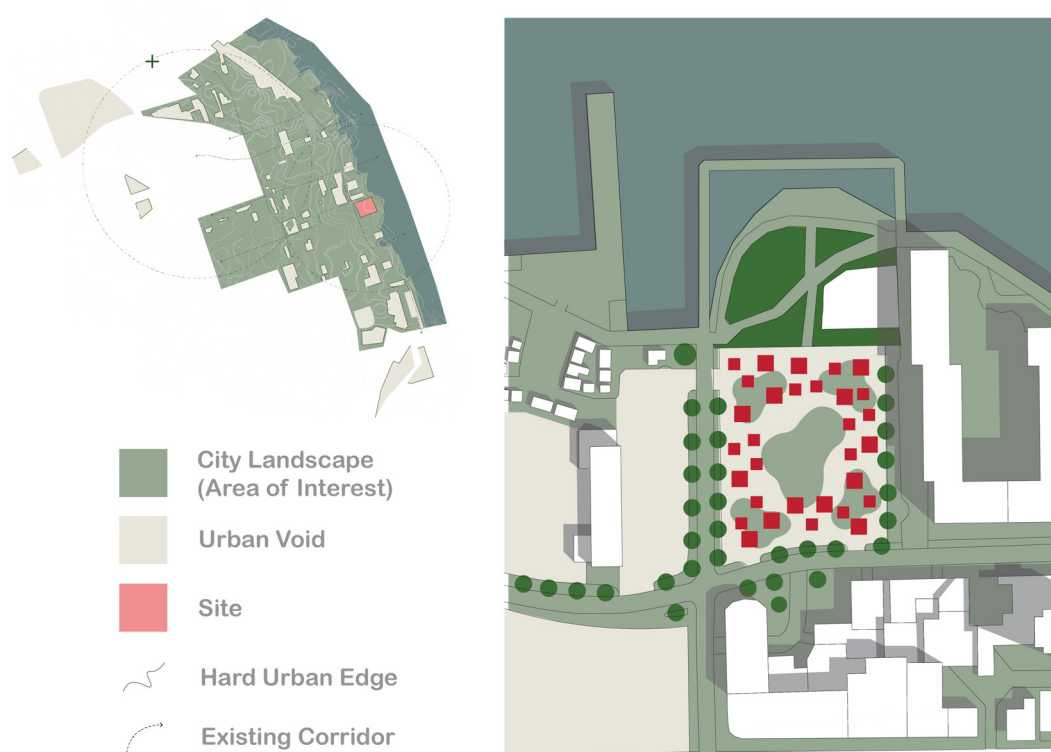 City Landscape
(Area of Interest)
Urban Void
Site
Hard Urban Edge
Existing Corridor